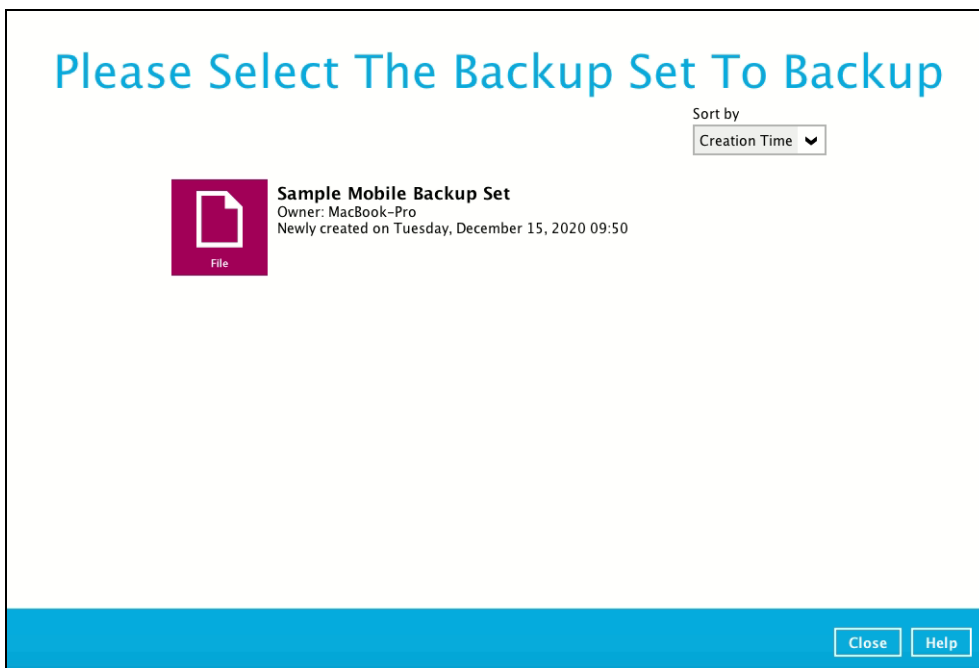 Please Select The Backup Set To Backup
Sort by
Creation Time
Sample Mobile Backup Set
Owner: MacBook-Pro
Newly created on Tuesday, December 15, 2020 09:50
File
Close
Help